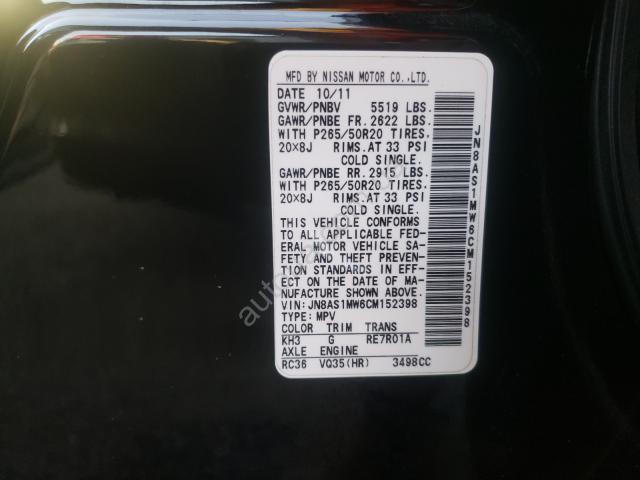 MFD BY NISSAN MOTOR CO.,LTD.
DATE 10/11
GVWR/PNBV 5519 LBS.
GAWR/PNBE FR. 2622 LBS.
WITH P265/50R20 TIRES.
20×8J RIMS.AT 33 PSI
COLD SINGLE.
GAWR/PNBE RR. 2915 LBS.
WITH P265/50R20 TIRES.
20×8J RIMS.AT 33 PSI
COLD SINGLE.
THIS VEHICLE CONFORMS
TO ALL APPLICABLE FED-
ERAL MOTOR VEHICLE SA-
FETY AND THEFT PREVEN-
TION STANDARDS IN EFF-
ECT ON THE DATE OF MA-
NUFACTURE SHOWN ABOVE.
VIN:JN8AS1MW6CM152398
TYPE: MPV
COLOR TRIM TRANS
KH3 G RE7R01A
AXLE ENGINE
RC36 VQ35(HR) 3498CC
JN8AS1MW6CM152398